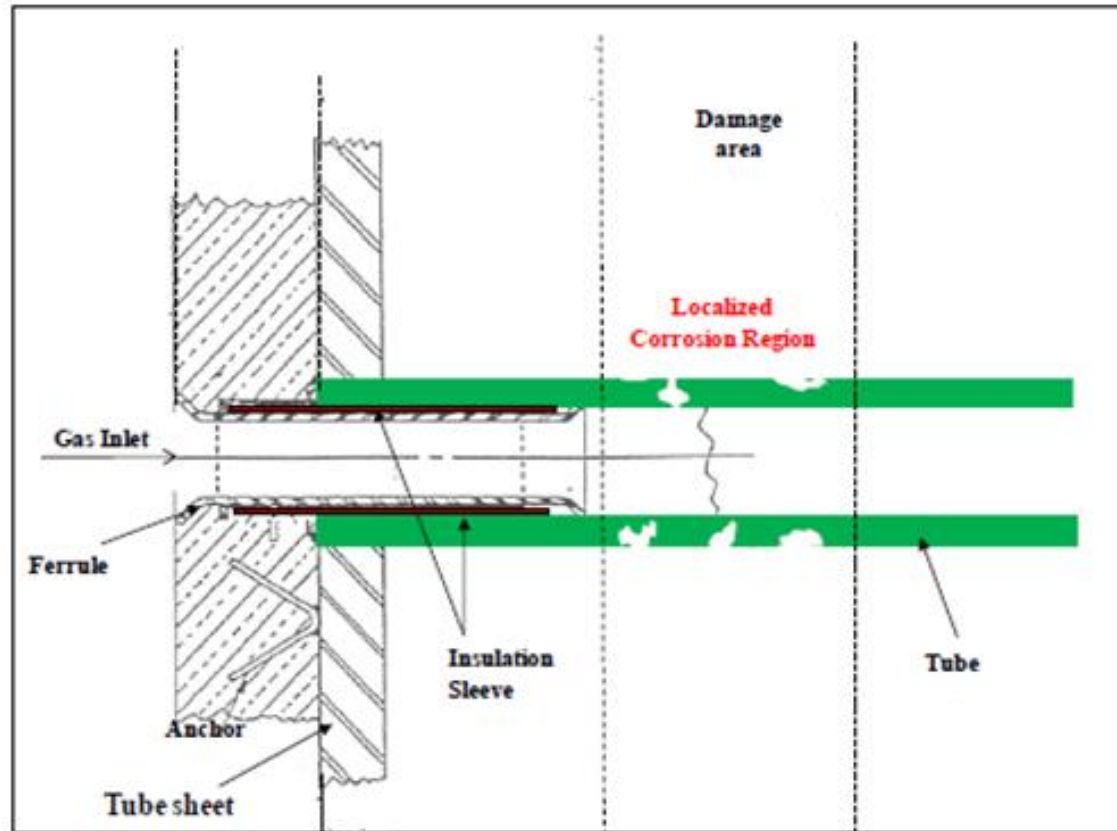 Damage
area
Localized
Corrosion Region
Gas Inlet
Ferrule
Insulation
Sleeve
Tube
Anchor
Tube sheet